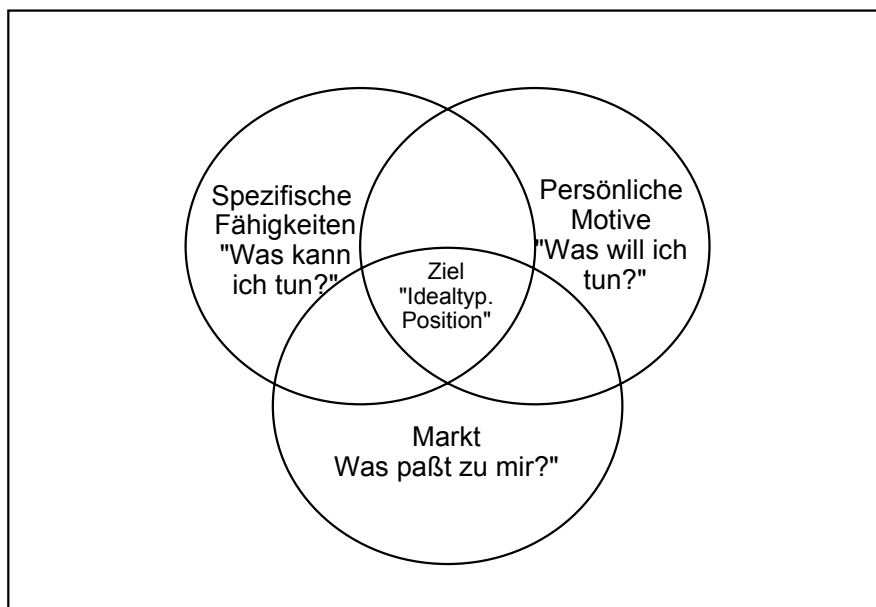 Spezifische
Fähigkeiten
"Was kann
ich tun?"
Persönliche
Motive
"Was will ich
tun?"
Ziel
"Idealtyp.
Position"
Markt
Was paßt zu mir?"